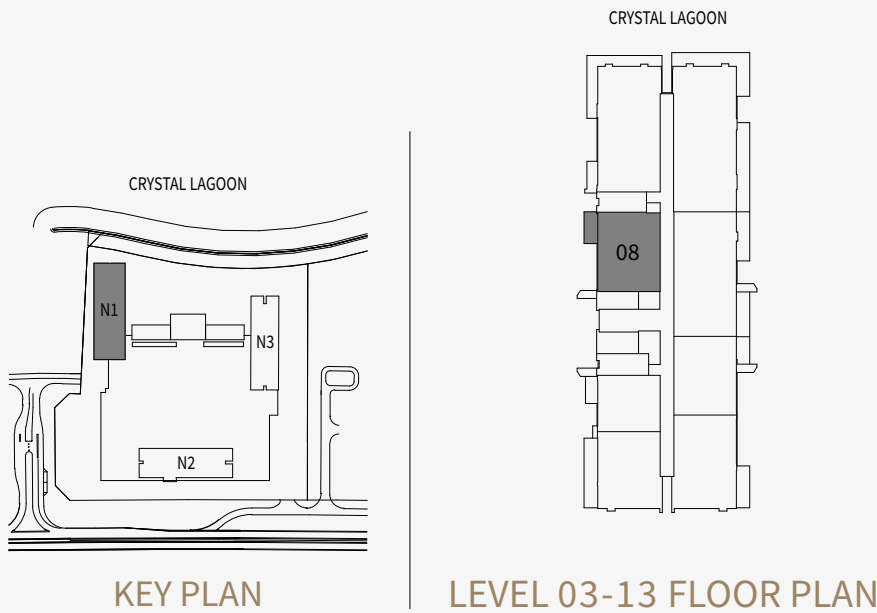 CRYSTAL LAGOON
N1
N3
N2
KEY PLAN
CRYSTAL LAGOON
08
LEVEL 03-13 FLOOR PLAN